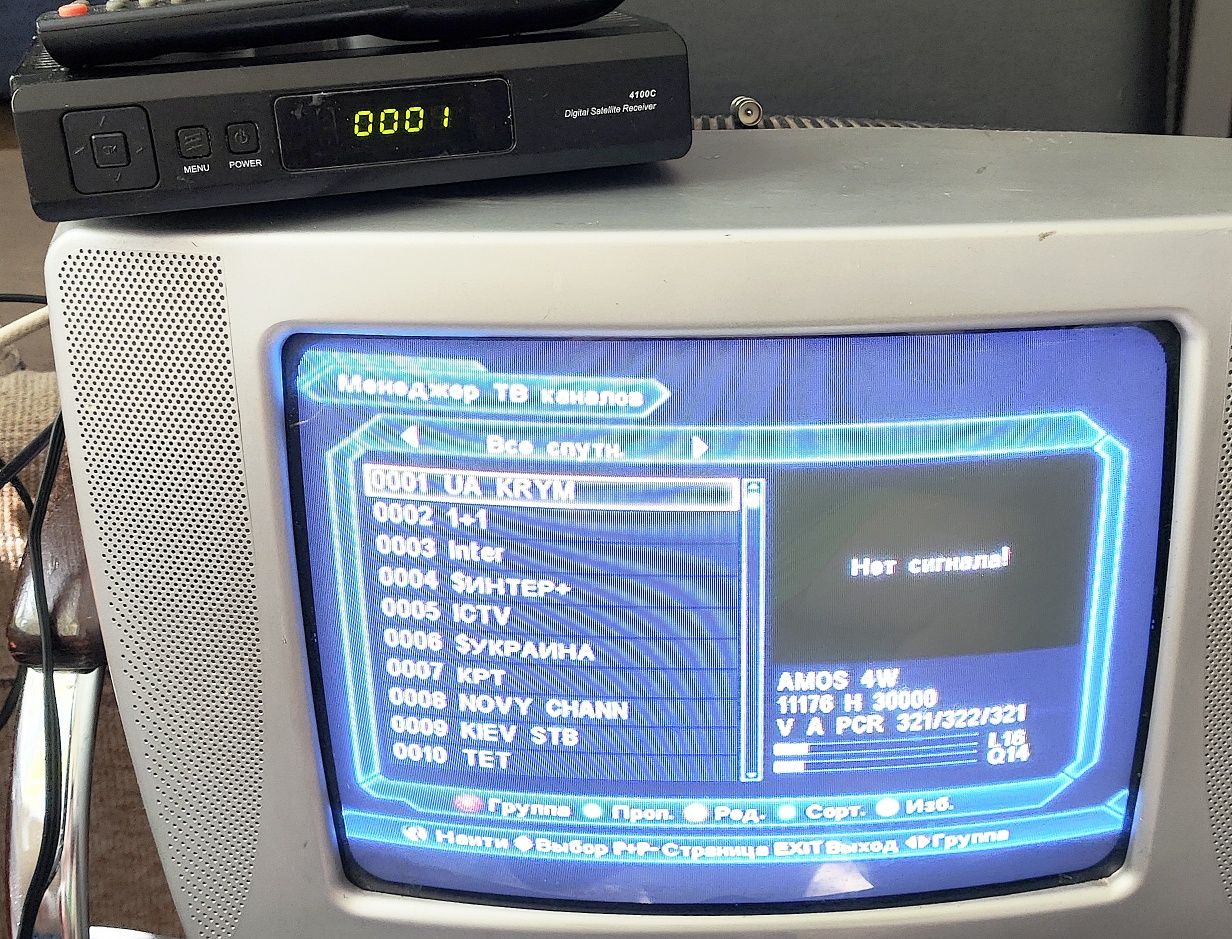 4100C
Digital Satellite Receiver
0001
OK
MENU
POWER
Менеджер ТВ каналов
Все спутн.
0001 UA KRYM
0002 1+1
0003 Inter
0004 $ИНТЕР+
0005 ICTV
0006 $УКРАИНА
0007 КРТ
0008 NOVY CHANN
0009 KIEV STB
0010 TET
Нет сигнала!
AMOS 4W
11176 H 30000
V A PCR 321/322/321
L16
Q14
Группа Проп. Ред. Сорт. Изб.
Найти Выбор P+P- Страница EXIT Выход Группа